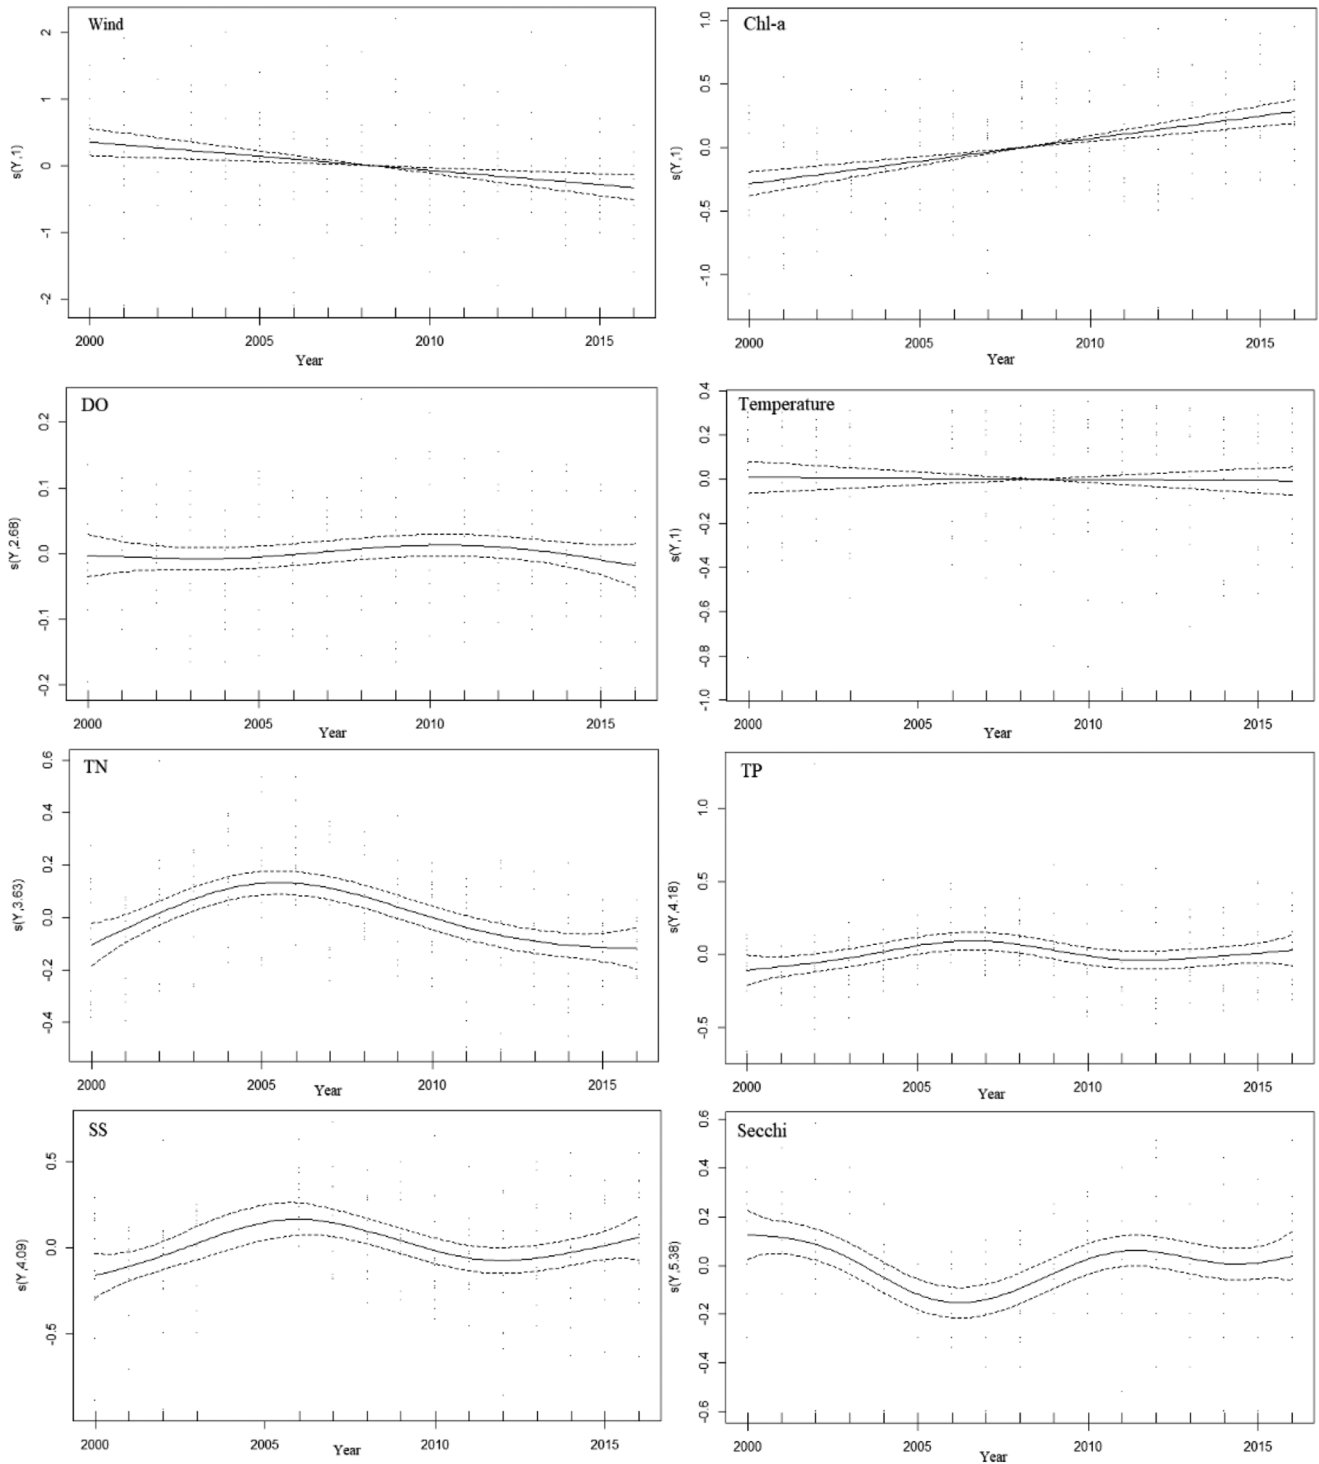 Wind
2
1
0
-1
-2
s(Y,1)
2000 2005 2010 2015
Year
Chl-a
1.0
0.5
0.0
-0.5
-1.0
s(Y,1)
2000 2005 2010 2015
Year
DO
0.2
0.1
0.0
-0.1
-0.2
s(Y,2.68)
2000 2005 2010 2015
Year
Temperature
0.4
0.2
0.0
-0.2
-0.4
-0.6
-0.8
-1.0
s(Y,1)
2000 2005 2010 2015
Year
TN
0.6
0.4
0.2
0.0
-0.2
-0.4
s(Y,3.63)
2000 2005 2010 2015
Year
TP
1.0
0.5
0.0
-0.5
s(Y,4.18)
2000 2005 2010 2015
Year
SS
0.5
0.0
-0.5
s(Y,4.09)
2000 2005 2010 2015
Year
Secchi
0.6
0.4
0.2
0.0
-0.2
-0.4
-0.6
s(Y,5.38)
2000 2005 2010 2015
Year